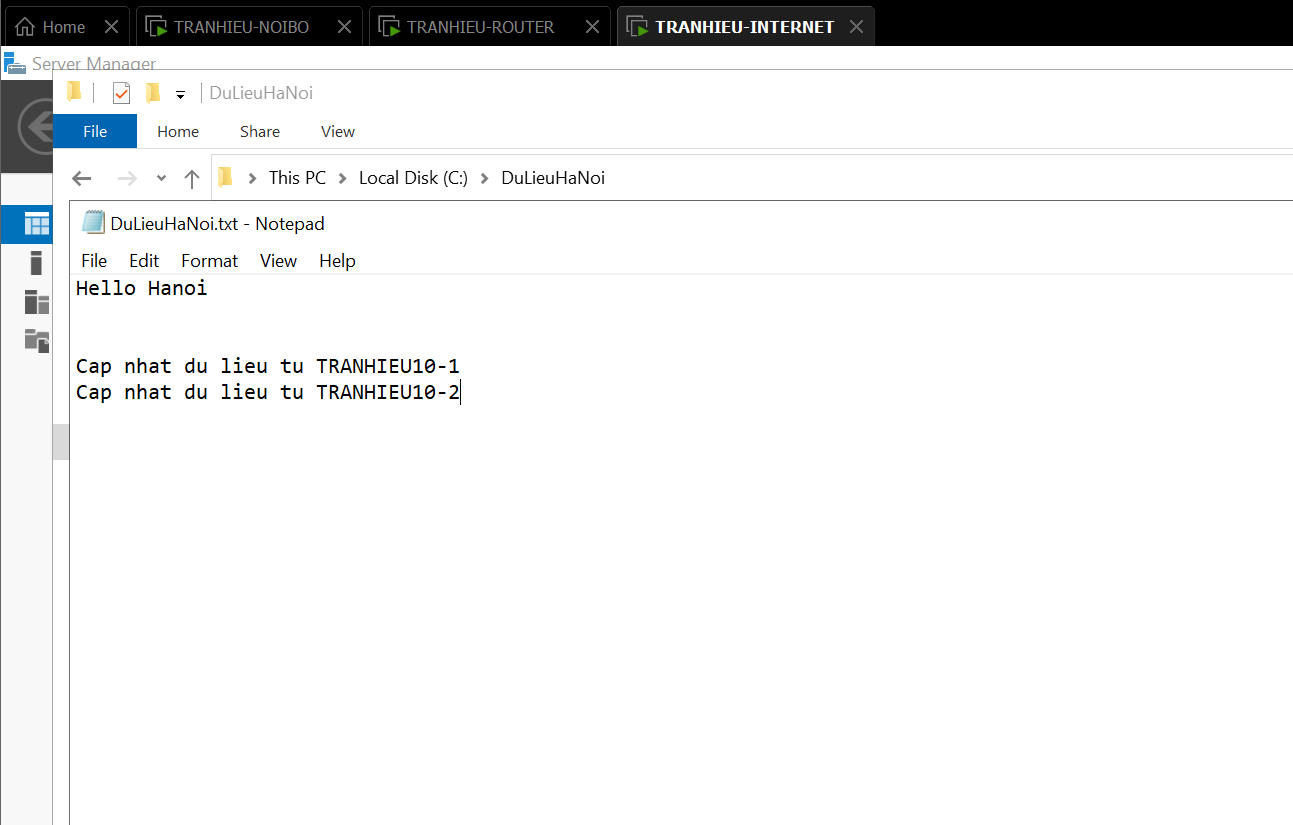 Home
TRANHIEU-NOIBO
TRANHIEU-ROUTER
TRANHIEU-INTERNET
Server Manager
DuLieuHaNoi
File Home Share View
This PC Local Disk (C:) DuLieuHaNoi
DuLieuHaNoi.txt - Notepad
File Edit Format View Help
Hello Hanoi
Cap nhat du lieu tu TRANHIEU10-1
Cap nhat du lieu tu TRANHIEU10-2